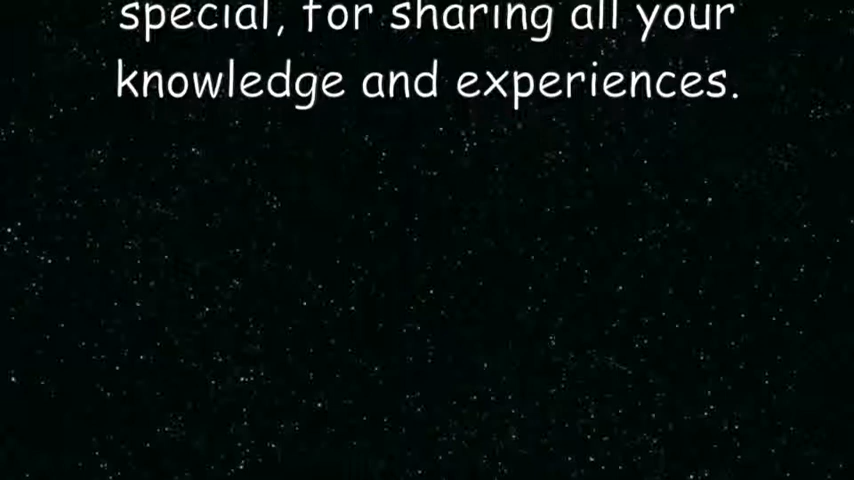 special, for sharing all your
knowledge and experiences.